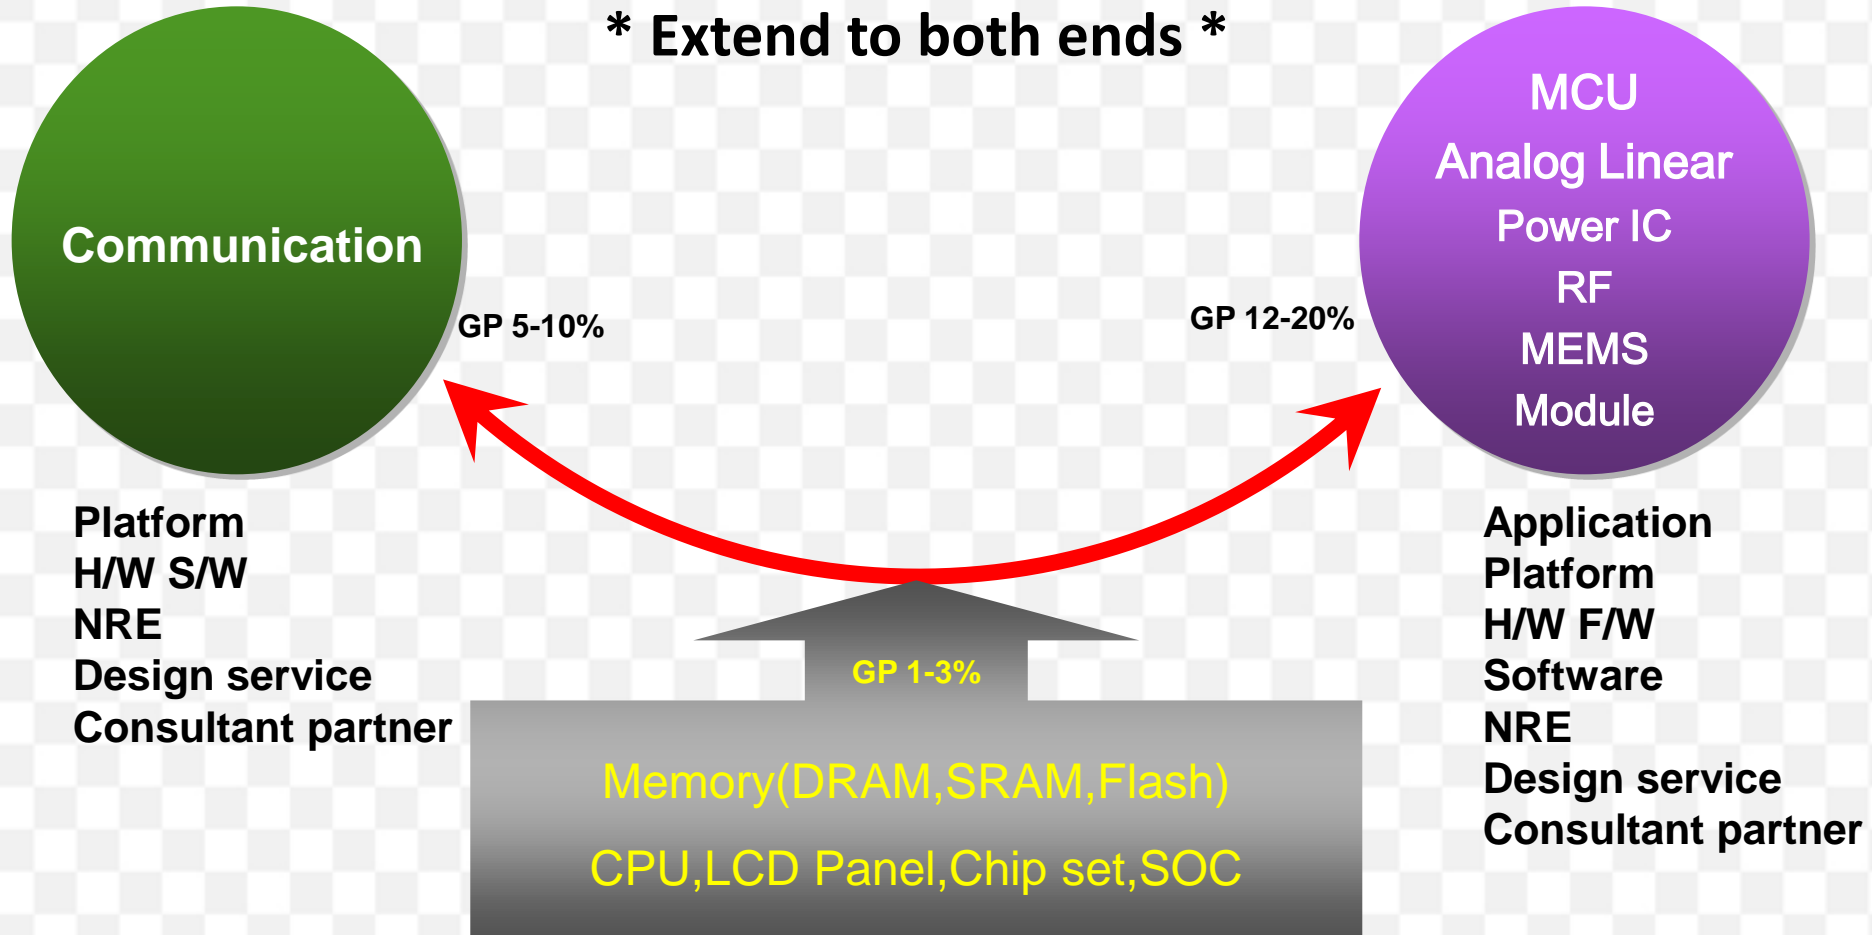 * Extend to both ends *
Communication
GP 5-10%
Platform
H/W S/W
NRE
Design service
Consultant partner
GP 12-20%
MCU
Analog Linear
Power IC
RF
MEMS
Module
Application
Platform
H/W F/W
Software
NRE
Design service
Consultant partner
GP 1-3%
Memory(DRAM,SRAM,Flash)
CPU,LCD Panel,Chip set,SOC